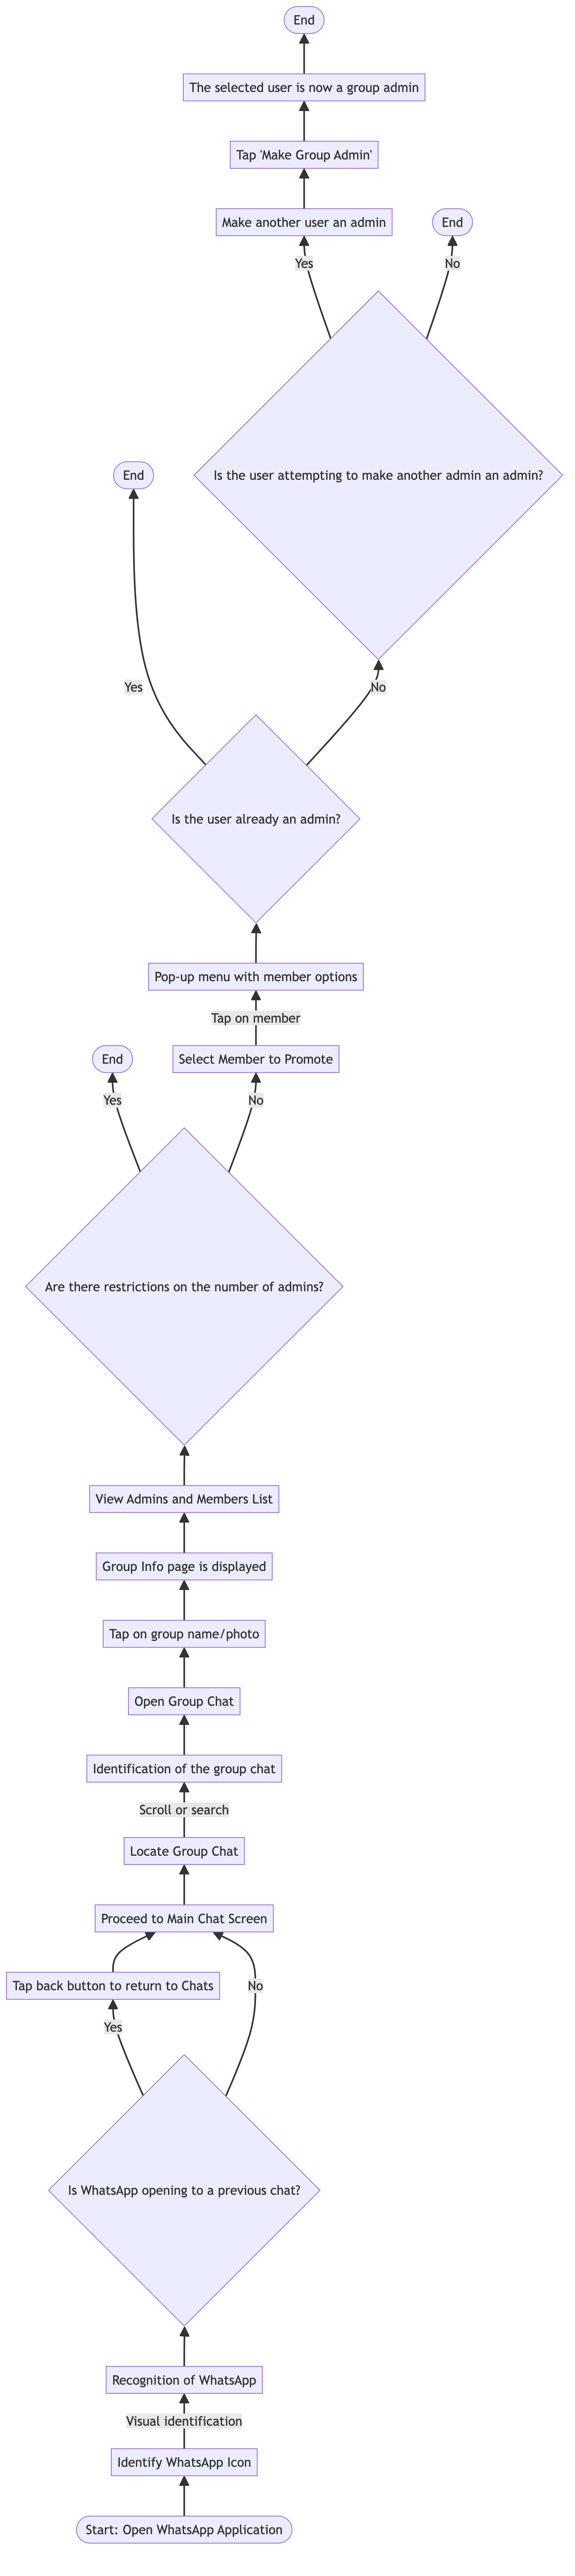 End
The selected user is now a group admin
Tap 'Make Group Admin'
Make another user an admin
End
Yes
No
Is the user attempting to make another admin an admin?
End
Yes
No
Is the user already an admin?
Pop-up menu with member options
Tap on member
End
Select Member to Promote
Yes
No
Are there restrictions on the number of admins?
View Admins and Members List
Group Info page is displayed
Tap on group name/photo
Open Group Chat
Identification of the group chat
Scroll or search
Locate Group Chat
Proceed to Main Chat Screen
Tap back button to return to Chats
No
Yes
Is WhatsApp opening to a previous chat?
Recognition of WhatsApp
Visual identification
Identify WhatsApp Icon
Start: Open WhatsApp Application